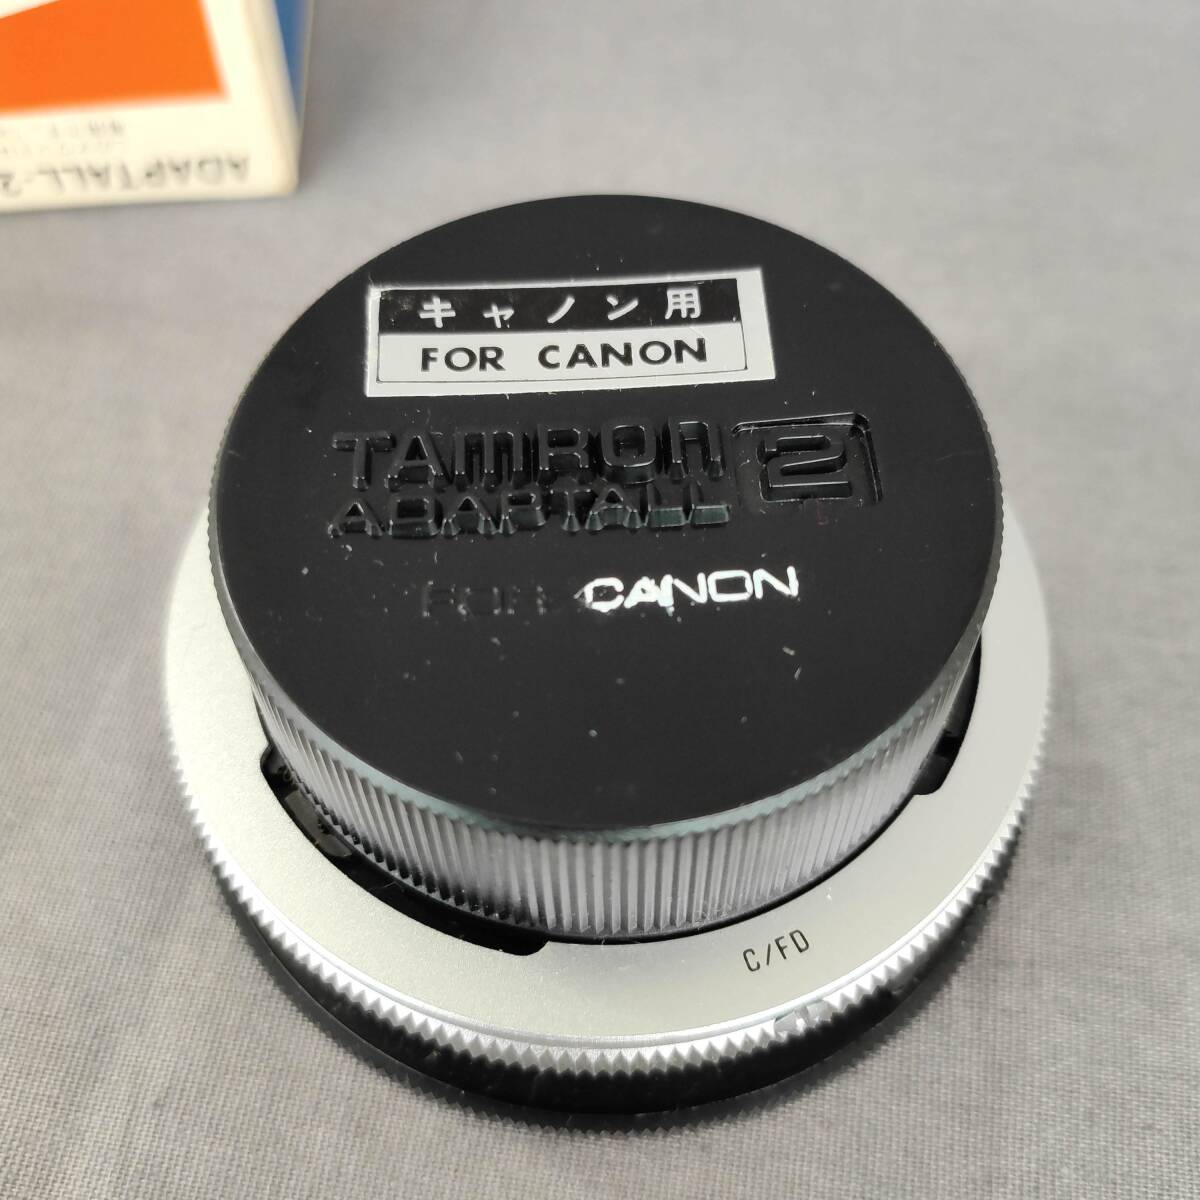 キャノン用
FOR CANON
TAMRON
ADAPTALL 2
FOR CANON
C/FD
ADAPTALL-2